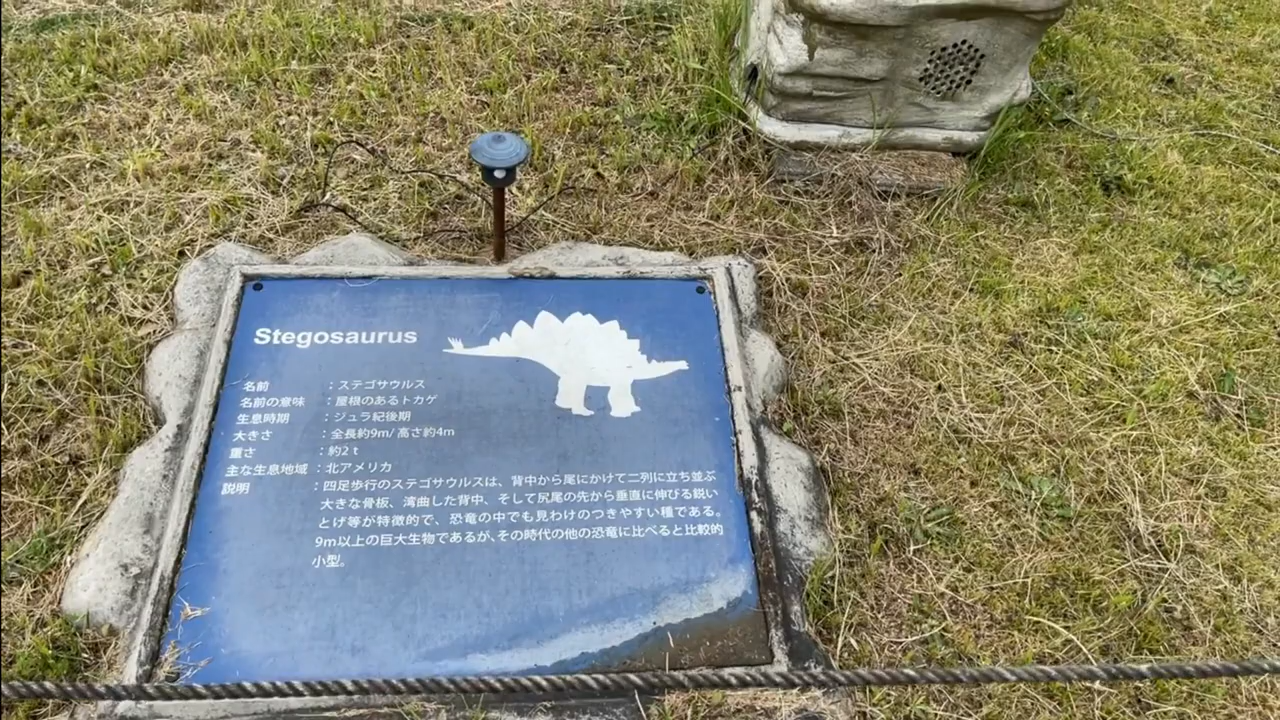 Stegosaurus
名前 : ステゴサウルス
名前の意味 : 屋根のあるトカゲ
生息時期 : ジュラ紀後期
大きさ : 全長約9m/ 高さ約4m
重さ : 約2 t
主な生息地域 : 北アメリカ
説明 : 四足歩行のステゴサウルスは、背中から尾にかけて二列に立ち並ぶ
大きな骨板、湾曲した背中、そして尻尾の先から垂直に伸びる鋭い
とげ等が特徴的で、恐竜の中でも見わけのつきやすい種である。
9m以上の巨大生物であるが、その時代の他の恐竜に比べると比較的
小型。